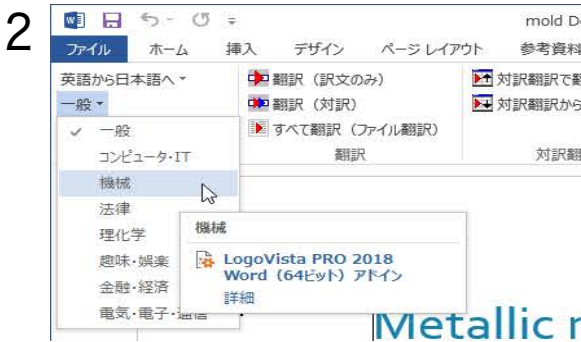 2
mold D
ファイル ホーム 挿入 デザイン ページ レイアウト 参考資料
英語から日本語へ 翻訳（訳文のみ） 対訳翻訳で
一般 翻訳（対訳） 対訳翻訳から
すべて翻訳（ファイル翻訳）
翻訳 対訳
✓ 一般
コンピュータ・IT
機械
法律
理化学
趣味・娯楽
金融・経済
電気・電子・通信
機械
LogoVista PRO 2018
Word（64ビット）アドイン
詳細
Metallic